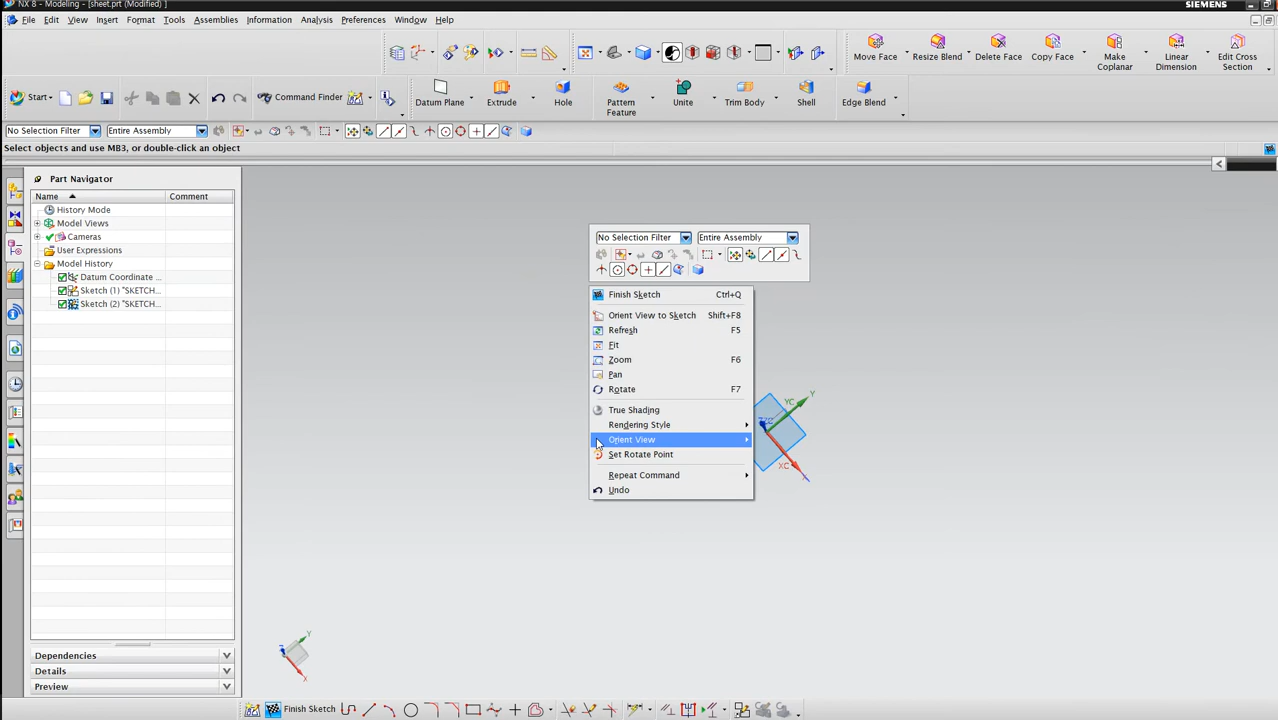 NX 8 - Modeling - [sheet.prt (Modified) ]
SIEMENS
File Edit View Insert Format Tools Assemblies Information Analysis Preferences Window Help
Move Face Resize Blend Delete Face Copy Face Make Coplanar Linear Dimension Edit Cross Section
Start Command Finder Datum Plane Extrude Hole Pattern Feature Unite Trim Body Shell Edge Blend
No Selection Filter Entire Assembly
Select objects and use MB3, or double-click an object
Part Navigator
Name Comment
History Mode
Model Views
Cameras
User Expressions
Model History
Datum Coordinate ...
Sketch (1) "SKETCH...
Sketch (2) "SKETCH...
Dependencies
Details
Preview
No Selection Filter Entire Assembly
Finish Sketch Ctrl+Q
Orient View to Sketch Shift+F8
Refresh F5
Fit
Zoom F6
Pan
Rotate F7
True Shading
Rendering Style
Orient View
Set Rotate Point
Repeat Command
Undo
YC Y
XC X
Y
X
Finish Sketch